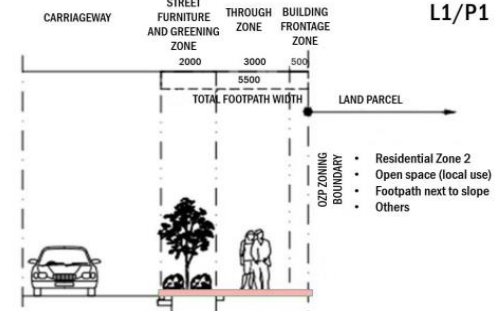 L1/P1
CARRIAGEWAY
STREET
FURNITURE
AND GREENING
ZONE
THROUGH
ZONE
BUILDING
FRONTAGE
ZONE
2000
3000
500
5500
TOTAL FOOTPATH WIDTH
LAND PARCEL
OZP ZONING
BOUNDARY
• Residential Zone 2
• Open space (local use)
• Footpath next to slope
• Others